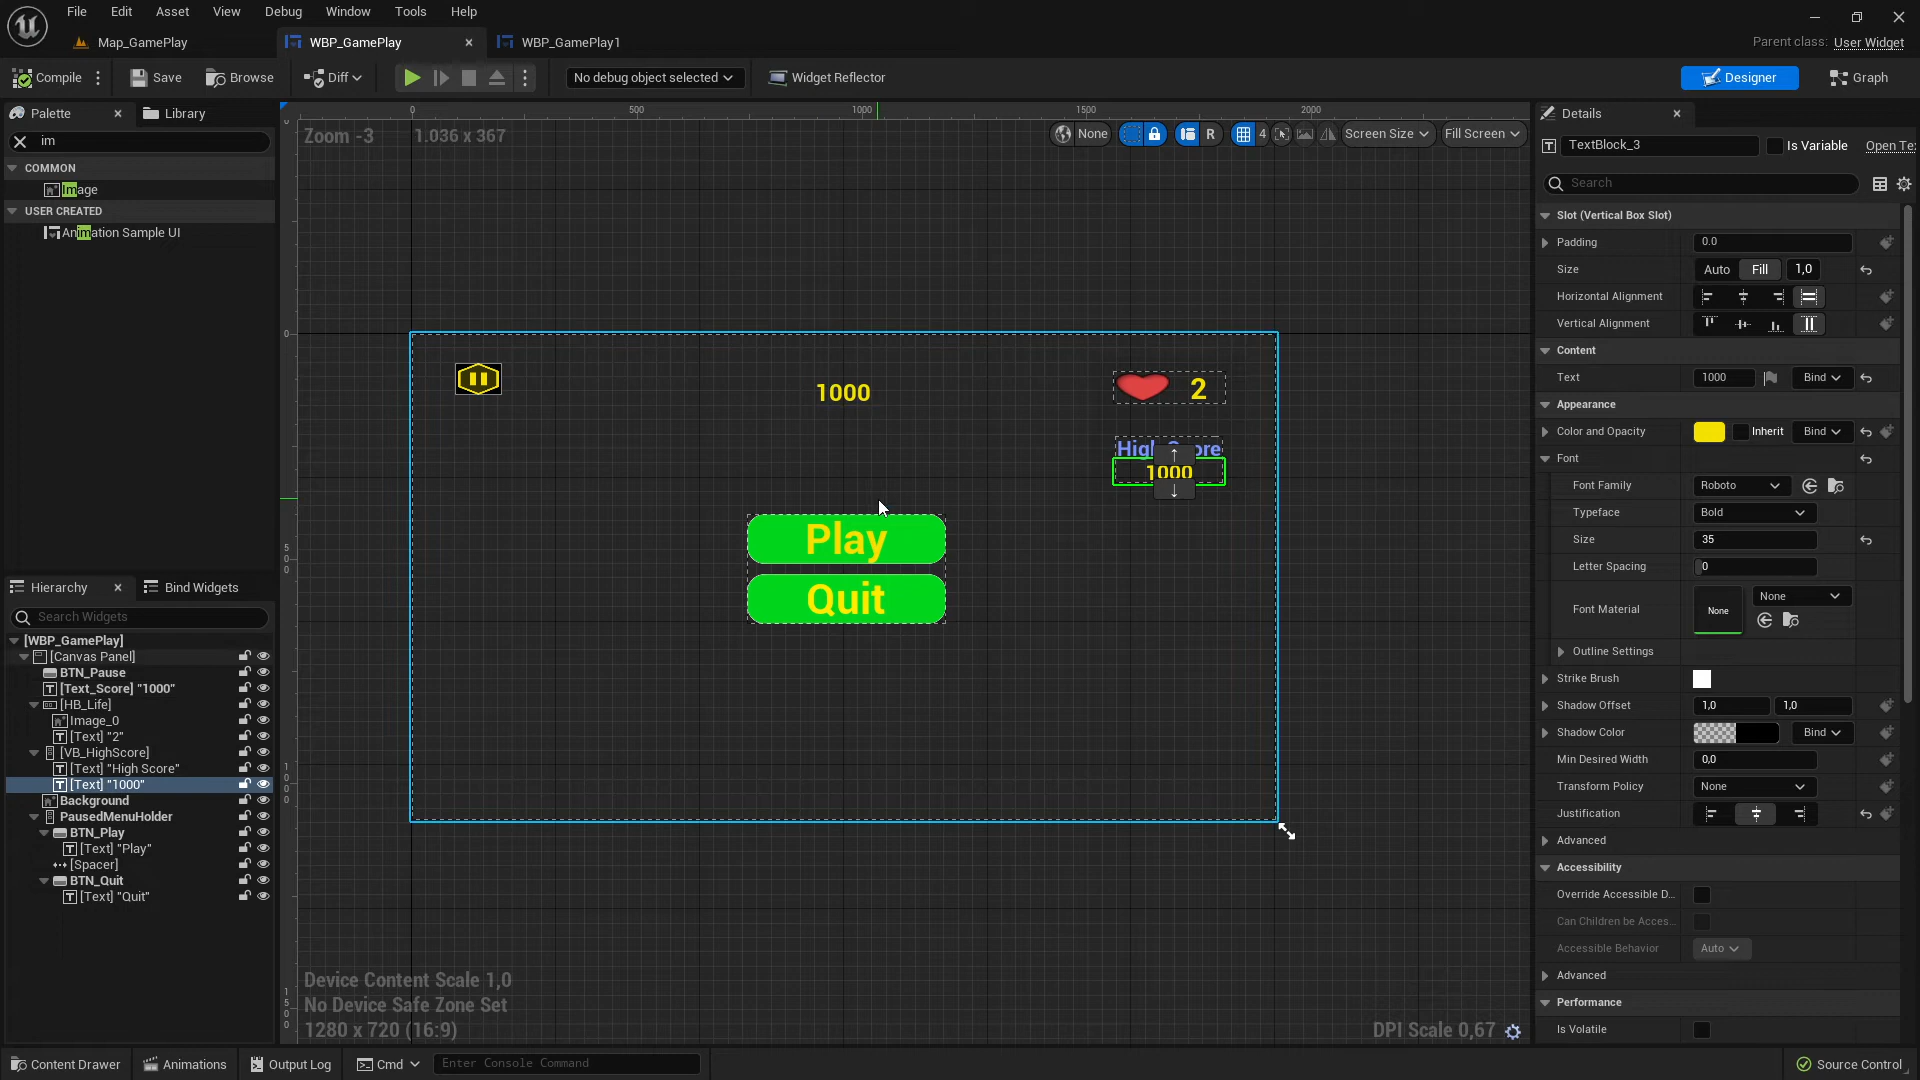 File Edit Asset View Debug Window Tools Help
Map_GamePlay WBP_GamePlay WBP_GamePlay1 Parent class: User Widget
Compile Save Browse Diff No debug object selected Widget Reflector Designer Graph
Palette Library Details
im
COMMON
Image
USER CREATED
Animation Sample UI
Hierarchy Bind Widgets
Search Widgets
[WBP_GamePlay]
[Canvas Panel]
BTN_Pause
[Text_Score] "1000"
[HB_Life]
Image_0
[Text] "2"
[VB_HighScore]
[Text] "High Score"
[Text] "1000"
Background
PausedMenuHolder
BTN_Play
[Text] "Play"
[Spacer]
BTN_Quit
[Text] "Quit"
0 500 1000 1500 2000
Zoom -3 1.036 x 367 None R 4 Screen Size Fill Screen
0
500
1000
1500
1000 2
1000
Play
Quit
Device Content Scale 1,0
No Device Safe Zone Set
1280 x 720 (16:9) DPI Scale 0,67
TextBlock_3 Is Variable
Search
Slot (Vertical Box Slot)
Padding 0.0
Size Auto Fill 1,0
Horizontal Alignment
Vertical Alignment
Content
Text 1000 Bind
Appearance
Color and Opacity Inherit Bind
Font
Font Family Roboto
Typeface Bold
Size 35
Letter Spacing 0
Font Material None None
Outline Settings
Strike Brush
Shadow Offset 1,0 1,0
Shadow Color Bind
Min Desired Width 0,0
Transform Policy None
Justification
Advanced
Accessibility
Override Accessible D...
Can Children be Acces...
Accessible Behavior Auto
Advanced
Performance
Is Volatile
Content Drawer Animations Output Log Cmd Enter Console Command Source Control